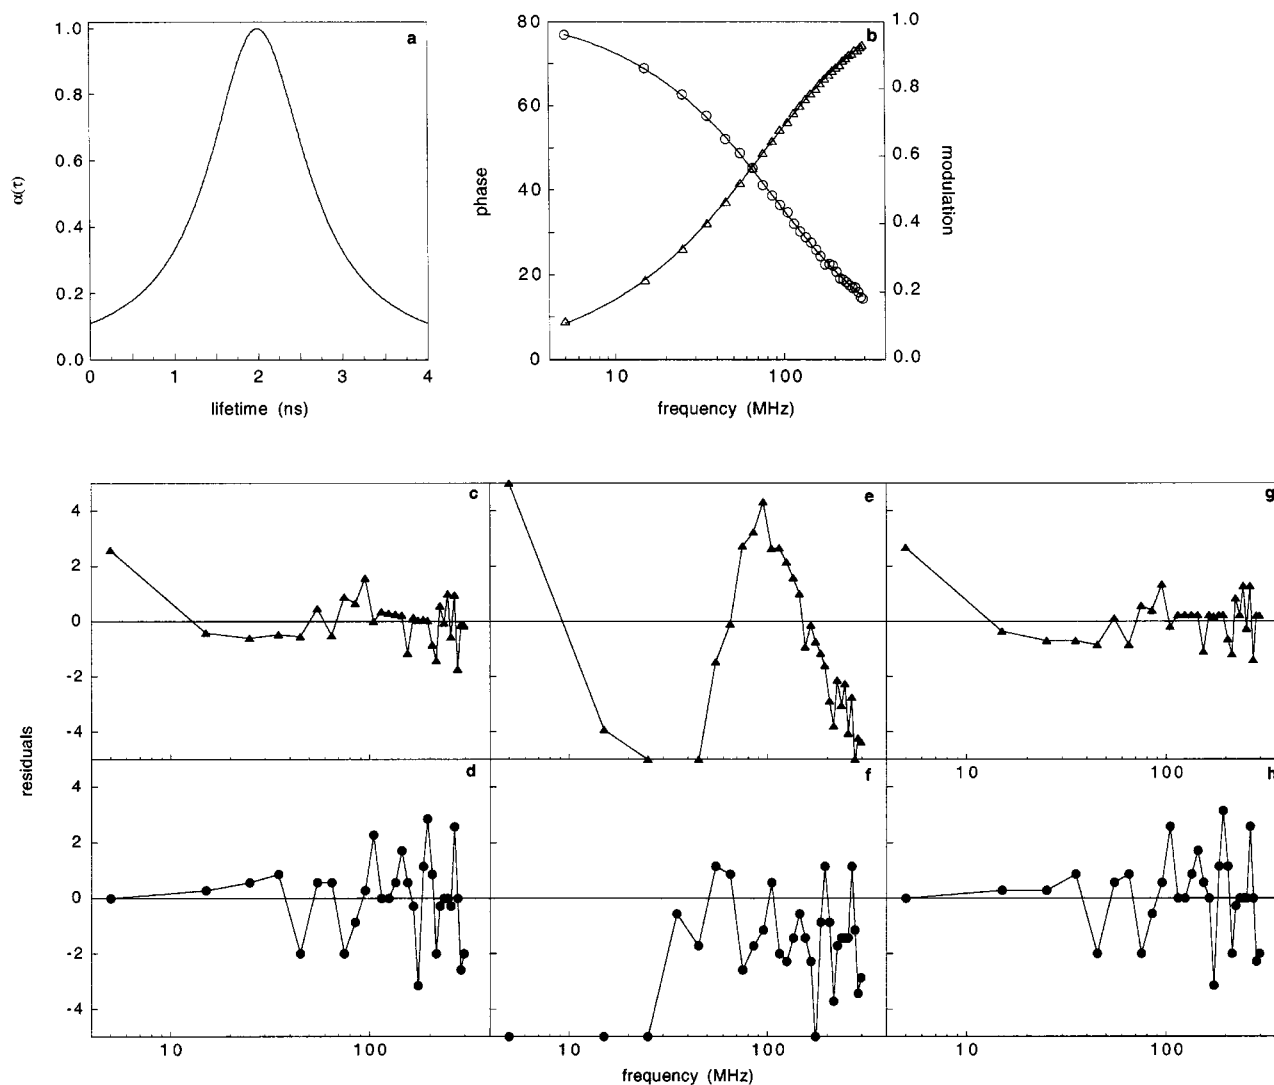 a
1.0
0.8
0.6
0.4
0.2
0.0
α(τ)
0 1 2 3 4
lifetime (ns)
b
80
60
40
20
0
phase
1.0
0.8
0.6
0.4
0.2
0.0
modulation
10 100
frequency (MHz)
c
e
g
4
2
0
-2
-4
10 100
residuals
d
f
h
4
2
0
-2
-4
10 100
10 100
frequency (MHz)